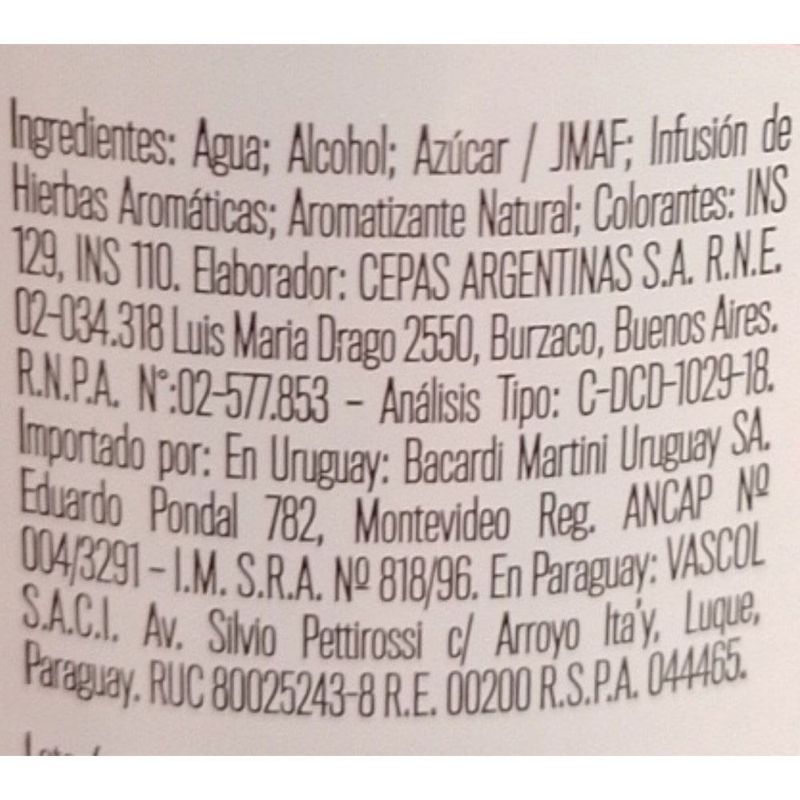 Ingredientes: Agua; Alcohol; Azúcar / JMAF; Infusión de
Hierbas Aromáticas; Aromatizante Natural; Colorantes: INS
129, INS 110. Elaborador: CEPAS ARGENTINAS S.A. R.N.E.
02-034.318 Luis Maria Drago 2550, Burzaco, Buenos Aires.
R.N.P.A. N°:02-577.853 - Análisis Tipo: C-DCD-1029-18.
Importado por: En Uruguay: Bacardi Martini Uruguay SA.
Eduardo Pondal 782, Montevideo Reg. ANCAP Nº
004/3291 - I.M. S.R.A. Nº 818/96. En Paraguay: VASCOL
S.A.C.I. Av. Silvio Pettirossi c/ Arroyo Ita'y, Luque,
Paraguay. RUC 80025243-8 R.E. 00200 R.S.P.A. 044465.